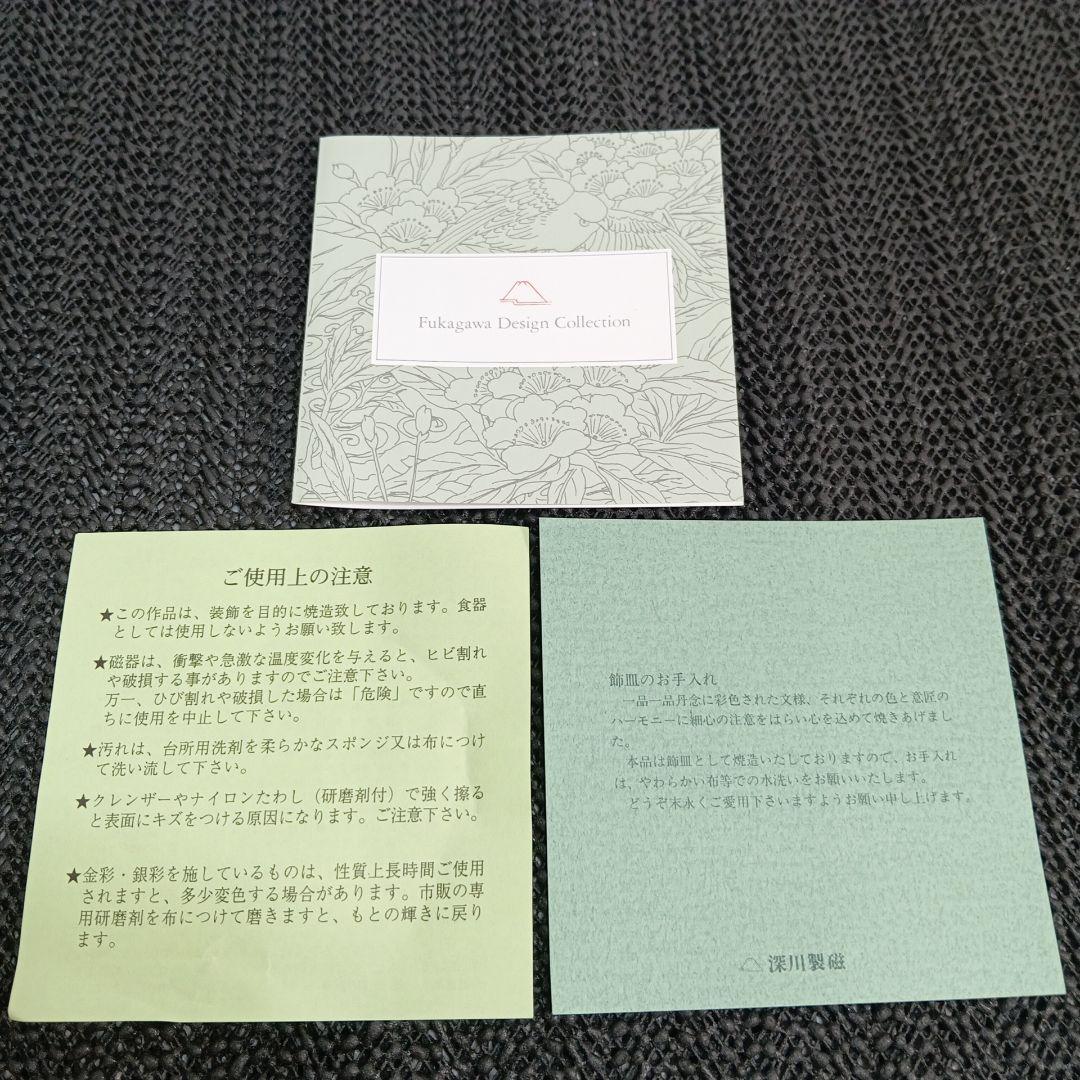 Fukagawa Design Collection
ご使用上の注意
★この作品は、装飾を目的に焼造致しております。食器
としては使用しないようお願い致します。
★磁器は、衝撃や急激な温度変化を与えると、ヒビ割れ
や破損する事がありますのでご注意下さい。
万一、ひび割れや破損した場合は「危険」ですので直
ちに使用を中止して下さい。
★汚れは、台所用洗剤を柔らかなスポンジ又は布につけ
て洗い流して下さい。
★クレンザーやナイロンたわし（研磨剤付）で強く擦る
と表面にキズをつける原因になります。ご注意下さい。
★金彩・銀彩を施しているものは、性質上長時間ご使用
されますと、多少変色する場合があります。市販の専
用研磨剤を布につけて磨きますと、もとの輝きに戻り
ます。
飾皿のお手入れ
一品一品丹念に彩色された文様、それぞれの色と意匠の
ハーモニーに細心の注意をはらい心を込めて焼きあげまし
た。
本品は飾皿として焼造いたしておりますので、お手入れ
は、やわらかい布等での水洗いをお願いいたします。
どうぞ末永くご愛用下さいますようお願い申し上げます。
深川製磁